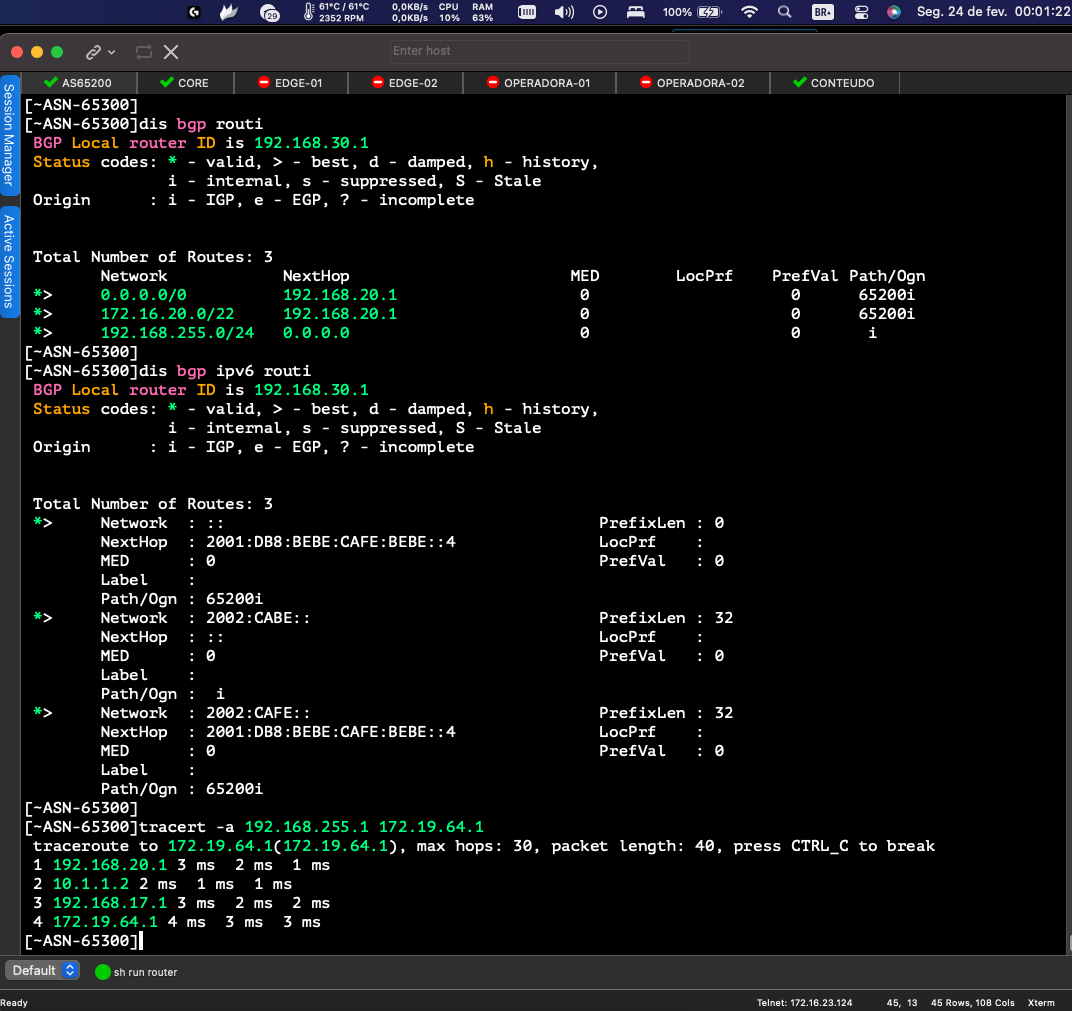 29
61°C / 61°C
2352 RPM
0,0KB/s
0,0KB/s
CPU
10%
RAM
63%
100%
BR
Seg. 24 de fev. 00:01:22
Enter host
AS65200
CORE
EDGE-01
EDGE-02
OPERADORA-01
OPERADORA-02
CONTEUDO
Session Manager
Active Sessions
[~ASN-65300]
[~ASN-65300]dis bgp routi
BGP Local router ID is 192.168.30.1
Status codes: * - valid, > - best, d - damped, h - history,
i - internal, s - suppressed, S - Stale
Origin : i - IGP, e - EGP, ? - incomplete
Total Number of Routes: 3
Network NextHop MED LocPrf PrefVal Path/Ogn
*> 0.0.0.0/0 192.168.20.1 0 0 65200i
*> 172.16.20.0/22 192.168.20.1 0 0 65200i
*> 192.168.255.0/24 0.0.0.0 0 0 i
[~ASN-65300]
[~ASN-65300]dis bgp ipv6 routi
BGP Local router ID is 192.168.30.1
Status codes: * - valid, > - best, d - damped, h - history,
i - internal, s - suppressed, S - Stale
Origin : i - IGP, e - EGP, ? - incomplete
Total Number of Routes: 3
*> Network : :: PrefixLen : 0
NextHop : 2001:DB8:BEBE:CAFE:BEBE::4 LocPrf :
MED : 0 PrefVal : 0
Label :
Path/Ogn : 65200i
*> Network : 2002:CABE:: PrefixLen : 32
NextHop : :: LocPrf :
MED : 0 PrefVal : 0
Label :
Path/Ogn : i
*> Network : 2002:CAFE:: PrefixLen : 32
NextHop : 2001:DB8:BEBE:CAFE:BEBE::4 LocPrf :
MED : 0 PrefVal : 0
Label :
Path/Ogn : 65200i
[~ASN-65300]
[~ASN-65300]tracert -a 192.168.255.1 172.19.64.1
traceroute to 172.19.64.1(172.19.64.1), max hops: 30, packet length: 40, press CTRL_C to break
1 192.168.20.1 3 ms 2 ms 1 ms
2 10.1.1.2 2 ms 1 ms 1 ms
3 192.168.17.1 3 ms 2 ms 2 ms
4 172.19.64.1 4 ms 3 ms 3 ms
[~ASN-65300]
Default
sh run router
Ready
Telnet: 172.16.23.124
45, 13
45 Rows, 108 Cols
Xterm